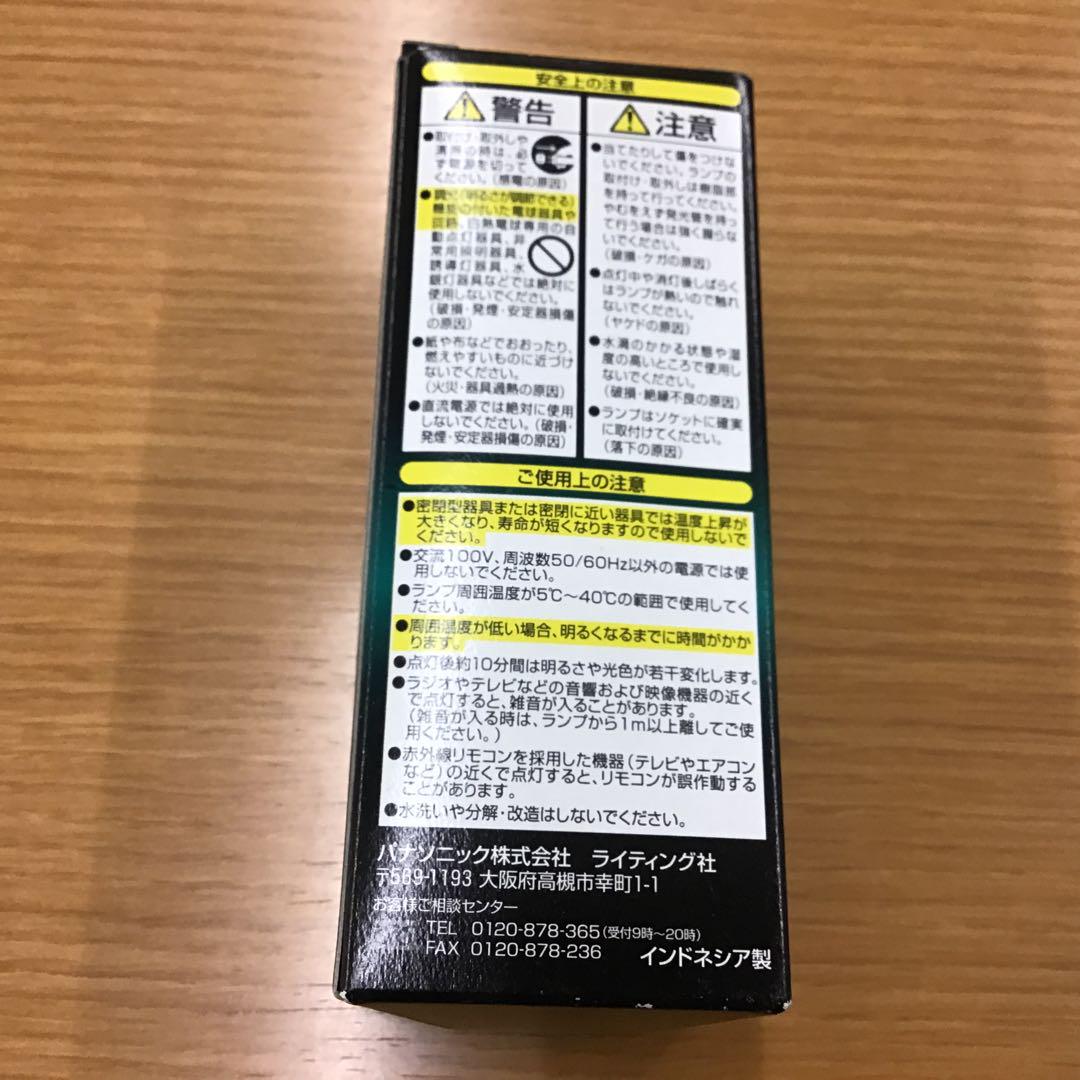 安全上の注意
警告
●取付け・取外しや
清掃の時は、必
ず電源を切って
ください。(感電の原因)
●調光(明るさが調節できる)
機能の付いた電球器具や
回路、白熱電球専用の自
動点灯器具、非
常用照明器具、
誘導灯器具、水
銀灯器具などでは絶対に
使用しないでください。
(破損・発煙・安定器損傷
の原因)
●紙や布などでおおったり、
燃えやすいものに近づけ
ないでください。
(火災・器具過熱の原因)
●直流電源では絶対に使用
しないでください。(破損・
発煙・安定器損傷の原因)
注意
●当てたりして傷をつけな
いでください。ランプの
取付け・取外しは樹脂部
を持って行ってください。
やむをえず発光管を持っ
て行う場合は強く握らな
いでください。
(破損・ケガの原因)
●点灯中や消灯後しばらく
はランプが熱いので触れ
ないでください。
(ヤケドの原因)
●水滴のかかる状態や湿
度の高いところで使用し
ないでください。
(破損・絶縁不良の原因)
●ランプはソケットに確実
に取付けてください。
(落下の原因)
ご使用上の注意
●密閉型器具または密閉に近い器具では温度上昇が
大きくなり、寿命が短くなりますので使用しないで
ください。
●交流100V、周波数50/60Hz以外の電源では使
用しないでください。
●ランプ周囲温度が5℃〜40℃の範囲で使用してく
ださい。
●周囲温度が低い場合、明るくなるまでに時間がかか
ります。
●点灯後約10分間は明るさや光色が若干変化します。
●ラジオやテレビなどの音響および映像機器の近く
で点灯すると、雑音が入ることがあります。
(雑音が入る時は、ランプから1m以上離してご使
用ください。)
●赤外線リモコンを採用した機器(テレビやエアコン
など)の近くで点灯すると、リモコンが誤作動する
ことがあります。
●水洗いや分解・改造はしないでください。
パナソニック株式会社 ライティング社
〒569-1193 大阪府高槻市幸町1-1
お客様ご相談センター
TEL 0120-878-365(受付9時〜20時)
FAX 0120-878-236
インドネシア製